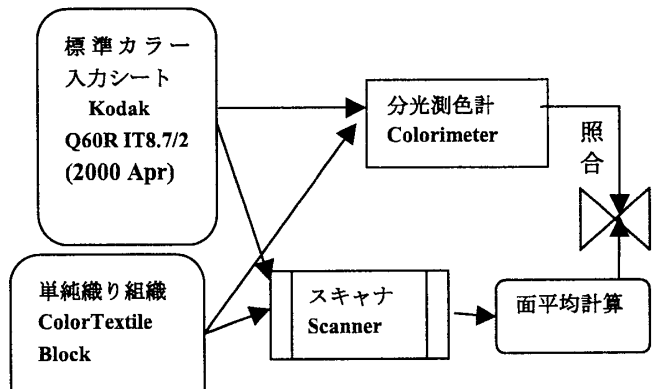 標準カラー
入力シート
Kodak
Q60R IT8.7/2
(2000 Apr)
分光測色計
Colorimeter
照
合
単純織り組織
ColorTextile
Block
スキャナ
Scanner
面平均計算